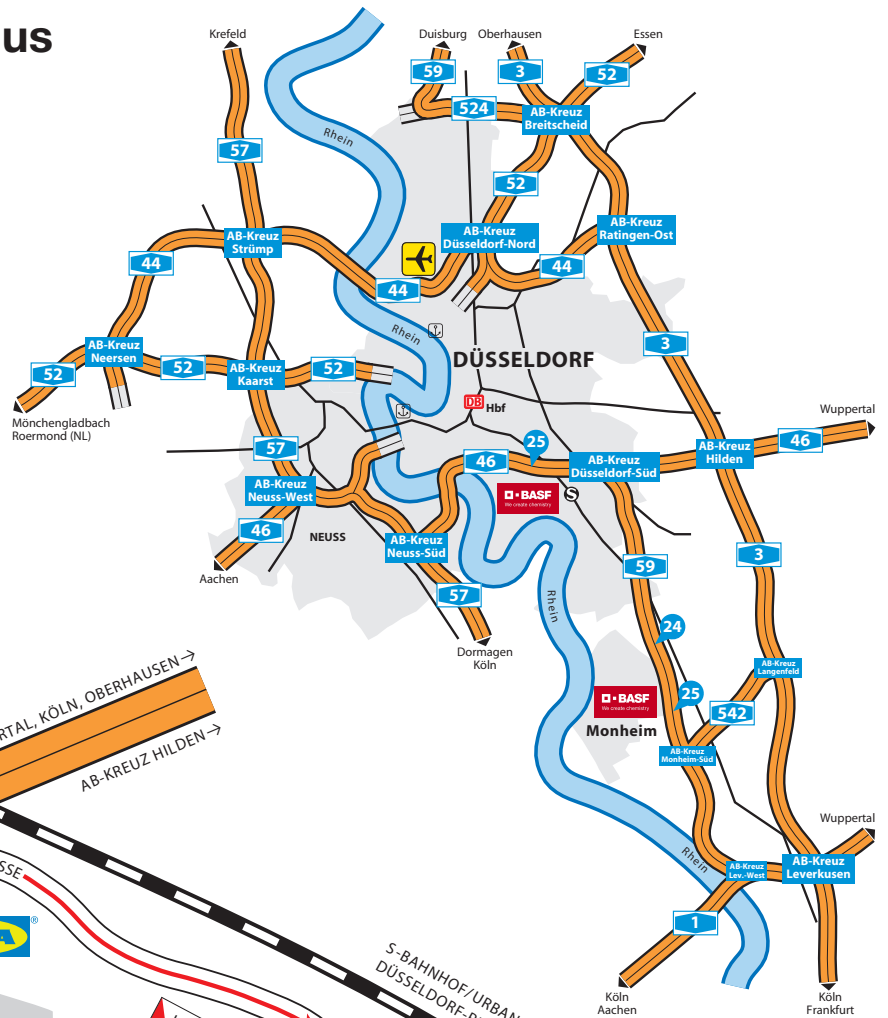 us
Krefeld
Duisburg
Oberhausen
Essen
59
3
52
524
AB-Kreuz
Breitscheid
Rhein
57
52
AB-Kreuz
Strümp
AB-Kreuz
Düsseldorf-Nord
AB-Kreuz
Ratingen-Ost
44
44
44
Rhein
AB-Kreuz
Neersen
3
52
52
AB-Kreuz
Kaarst
52
DÜSSELDORF
DB
Hbf
Mönchengladbach
Roermond (NL)
Wuppertal
57
25
46
46
AB-Kreuz
Düsseldorf-Süd
AB-Kreuz
Hilden
AB-Kreuz
Neuss-West
BASF
We create chemistry
S
46
NEUSS
AB-Kreuz
Neuss-Süd
3
Aachen
59
57
Rhein
24
Dormagen
Köln
AB-Kreuz
Langenfeld
25
BASF
We create chemistry
542
Monheim
AB-Kreuz
Monheim-Süd
RTAL, KÖLN, OBERHAUSEN→
AB-KREUZ HILDEN→
Wuppertal
Rhein
AB-Kreuz
Lev.-West
AB-Kreuz
Leverkusen
1
Köln
Aachen
Köln
Frankfurt
SSE
A®
S-BAHNHOF/URBAN